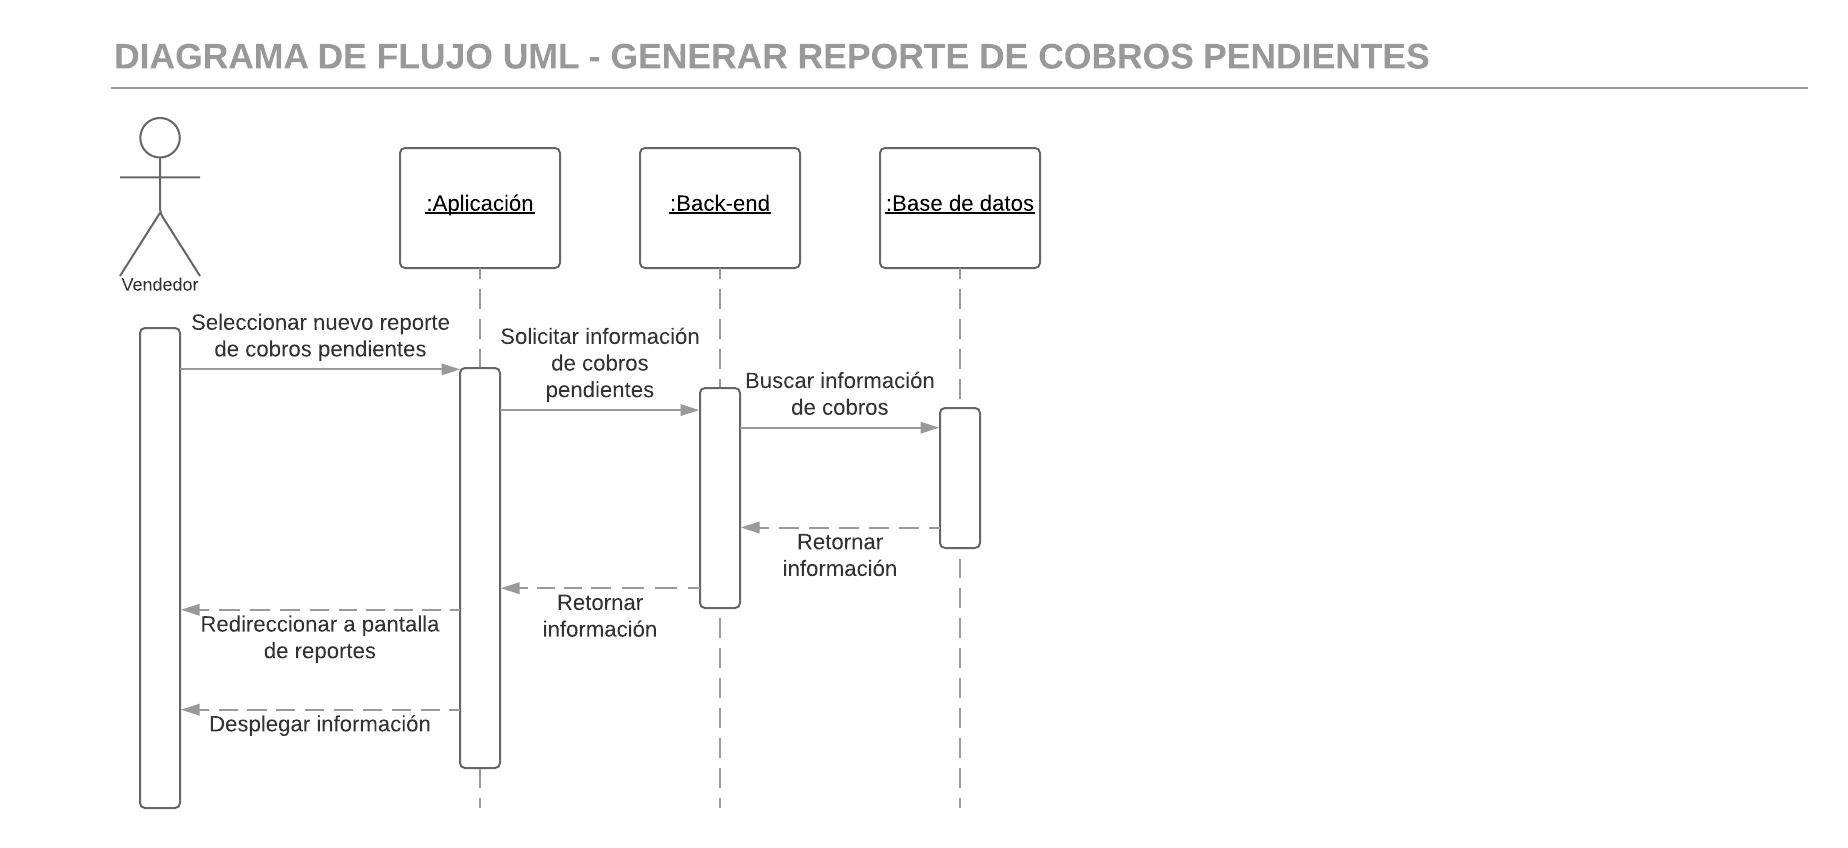 DIAGRAMA DE FLUJO UML - GENERAR REPORTE DE COBROS PENDIENTES
:Aplicación
:Back-end
:Base de datos
Vendedor
Seleccionar nuevo reporte
de cobros pendientes
Solicitar información
de cobros
pendientes
Buscar información
de cobros
Retornar
información
Retornar
información
Redireccionar a pantalla
de reportes
Desplegar información